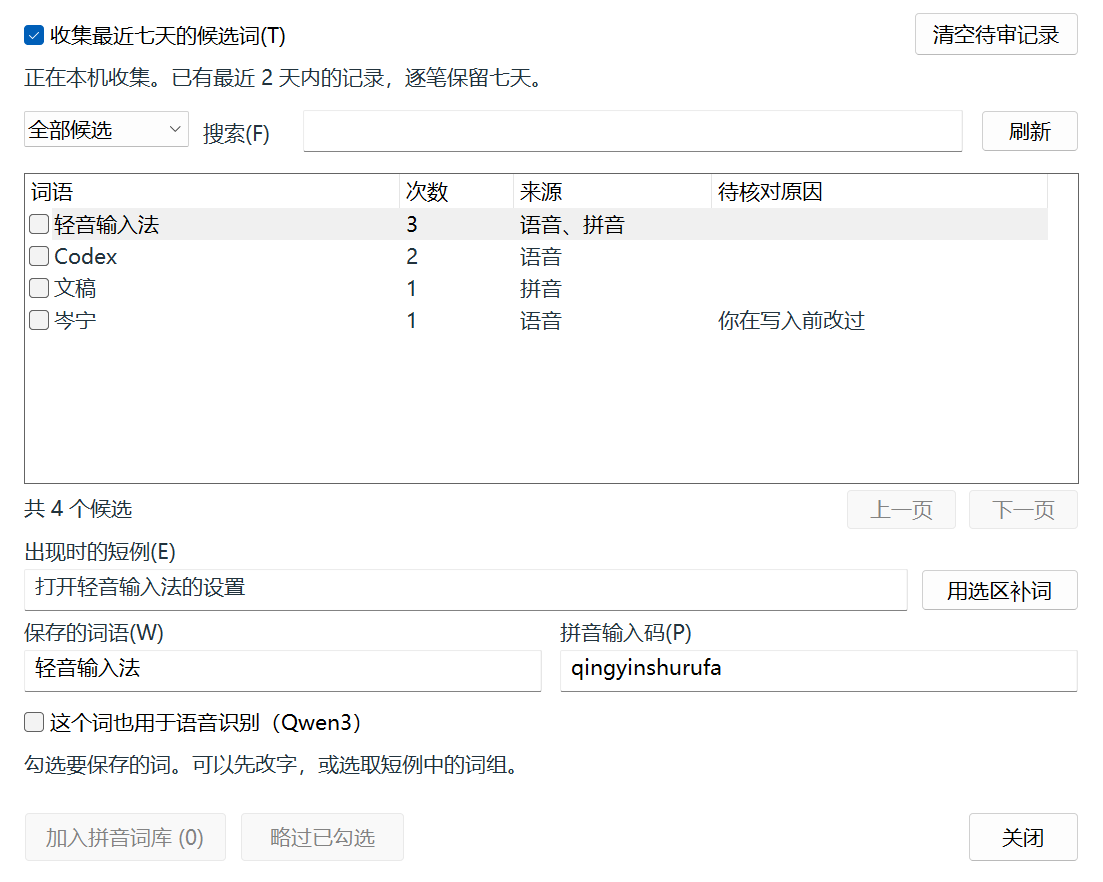 收集最近七天的候选词(T) 清空待审记录
正在本机收集。已有最近 2 天内的记录，逐笔保留七天。
全部候选 搜索(F) 刷新
词语 次数 来源 待核对原因
轻音输入法 3 语音、拼音
Codex 2 语音
文稿 1 拼音
岑宁 1 语音 你在写入前改过
共 4 个候选 上一页 下一页
出现时的短例(E)
打开轻音输入法的设置 用选区补词
保存的词语(W) 拼音输入码(P)
轻音输入法 qingyinshurufa
这个词也用于语音识别（Qwen3）
勾选要保存的词。可以先改字，或选取短例中的词组。
加入拼音词库 (0) 略过已勾选 关闭